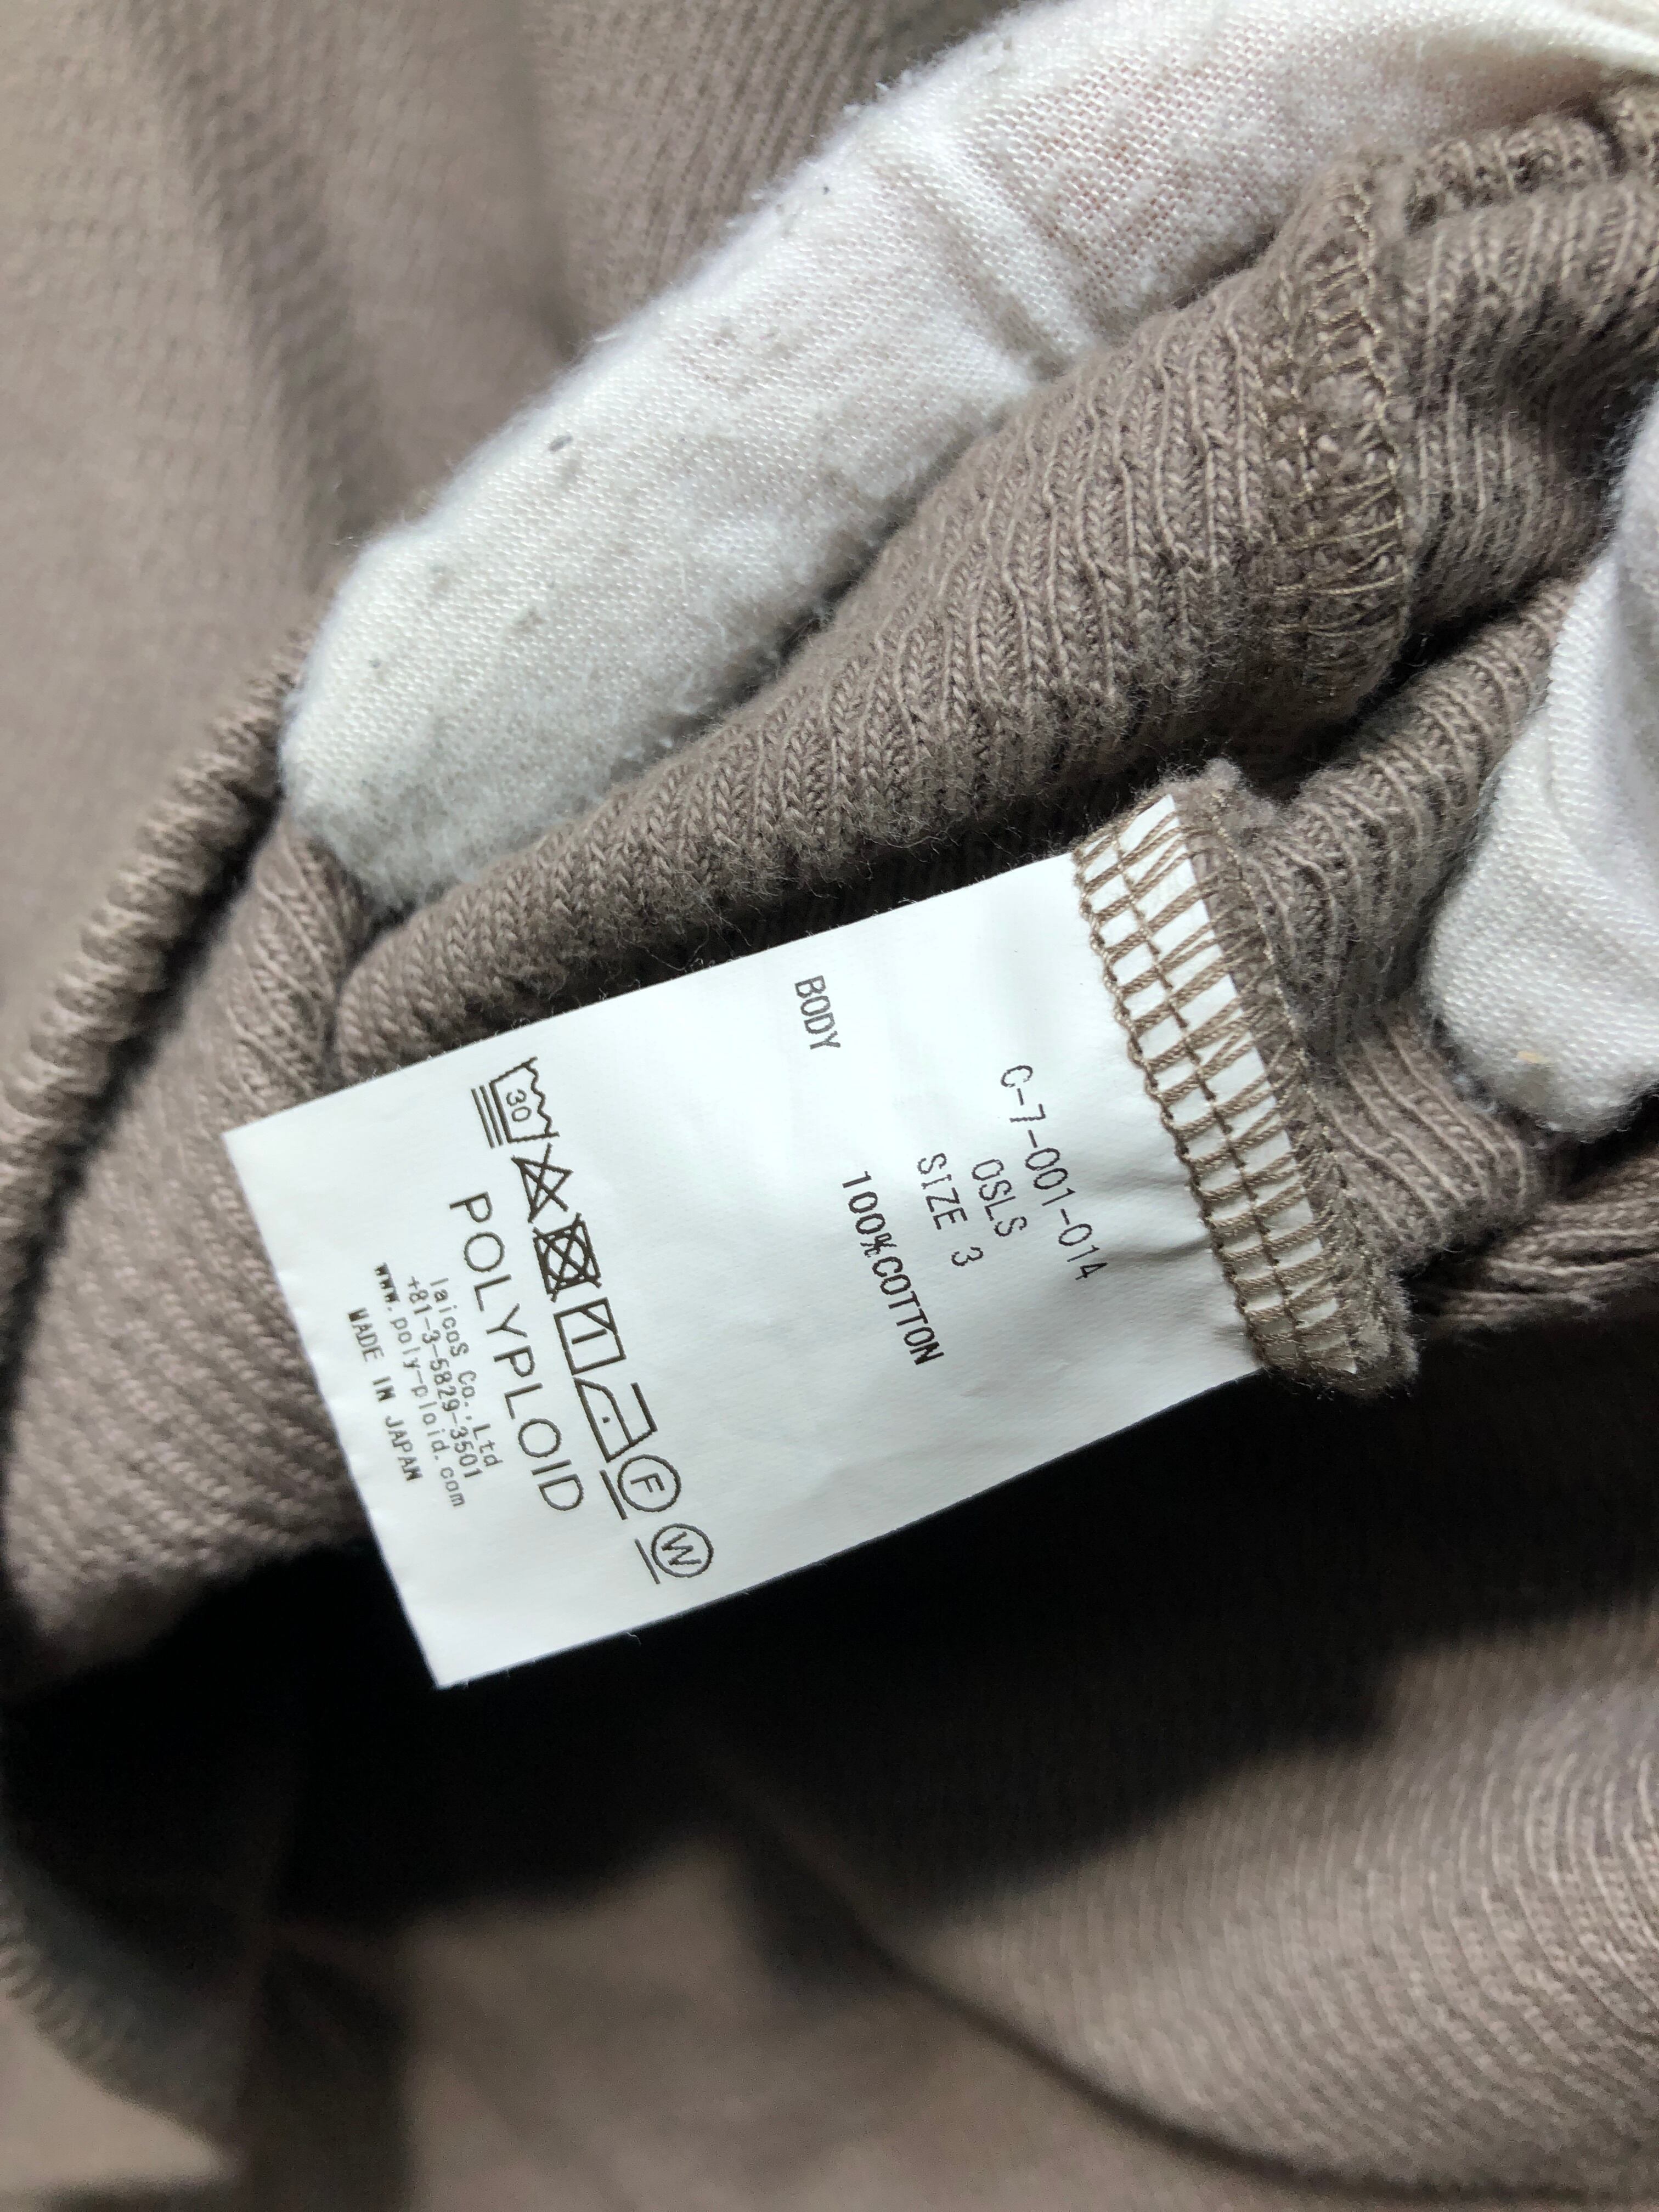 C-7-001-014
OSLS
SIZE 3
BODY 100%COTTON
30
F W
POLYPLOID
laicoS Co.,Ltd
+81-3-5829-3501
www.poly-ploid.com
MADE IN JAPAN